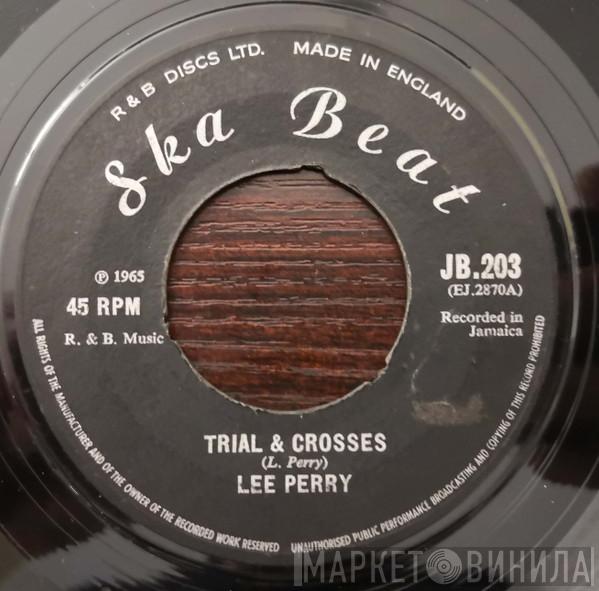 R & B DISCS LTD. MADE IN ENGLAND
Ska Beat
℗ 1965
45 RPM
R. & B. Music
JB.203
(EJ.2870A)
Recorded in
Jamaica
TRIAL & CROSSES
(L. Perry)
LEE PERRY
ALL RIGHTS OF THE MANUFACTURER AND OF THE OWNER OF THE RECORDED WORK RESERVED UNAUTHORISED PUBLIC PERFORMANCE BROADCASTING AND COPYING OF THIS RECORD PROHIBITED
МАРКЕТ ВИНИЛА